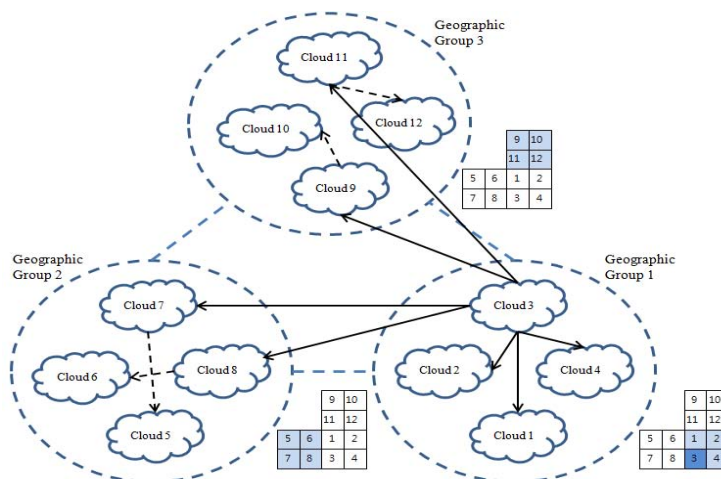 Geographic
Group 3
Cloud 11
Cloud 10
Cloud 12
Cloud 9
9 10
11 12
5 6 1 2
7 8 3 4
Geographic
Group 2
Geographic
Group 1
Cloud 7
Cloud 3
Cloud 6
Cloud 8
Cloud 2
Cloud 4
Cloud 5
Cloud 1
9 10
11 12
5 6 1 2
7 8 3 4
9 10
11 12
5 6 1 2
7 8 3 4